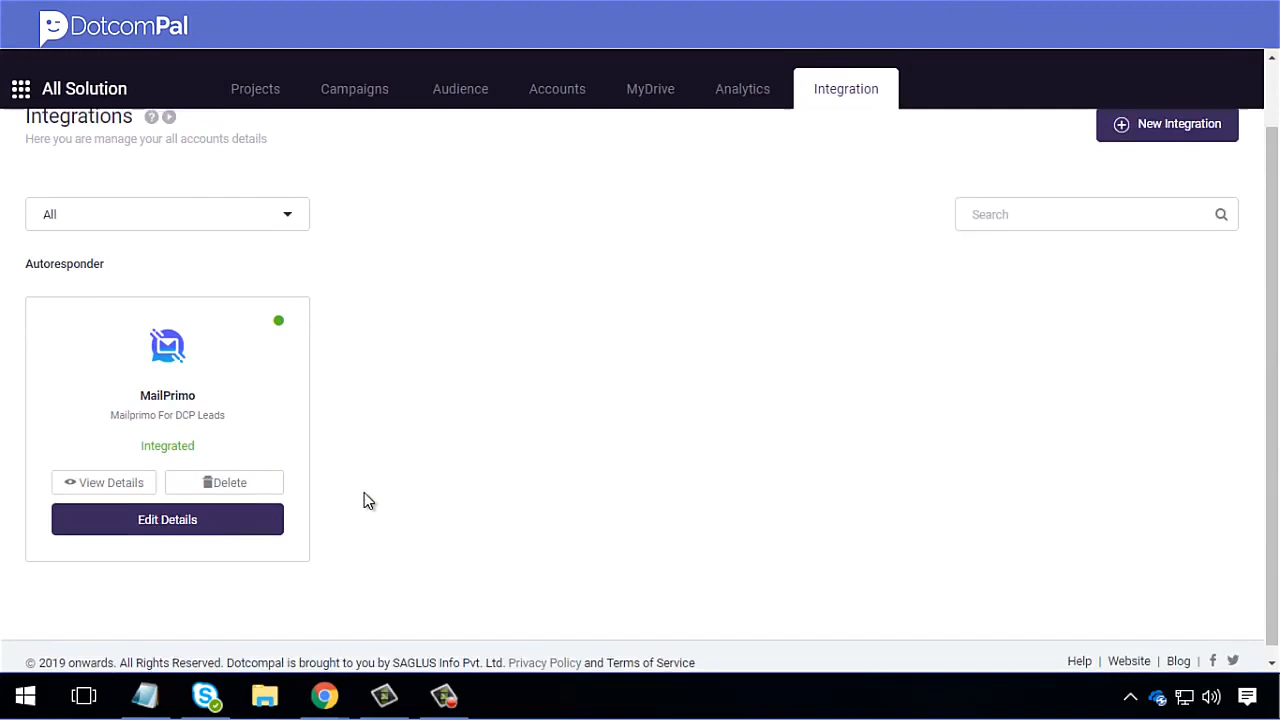 DotcomPal
All Solution
Projects
Campaigns
Audience
Accounts
MyDrive
Analytics
Integration
Integrations
Here you are manage your all accounts details
New Integration
All
Search
Autoresponder
MailPrimo
Mailprimo For DCP Leads
Integrated
View Details
Delete
Edit Details
© 2019 onwards. All Rights Reserved. Dotcompal is brought to you by SAGLUS Info Pvt. Ltd. Privacy Policy and Terms of Service
Help | Website | Blog |